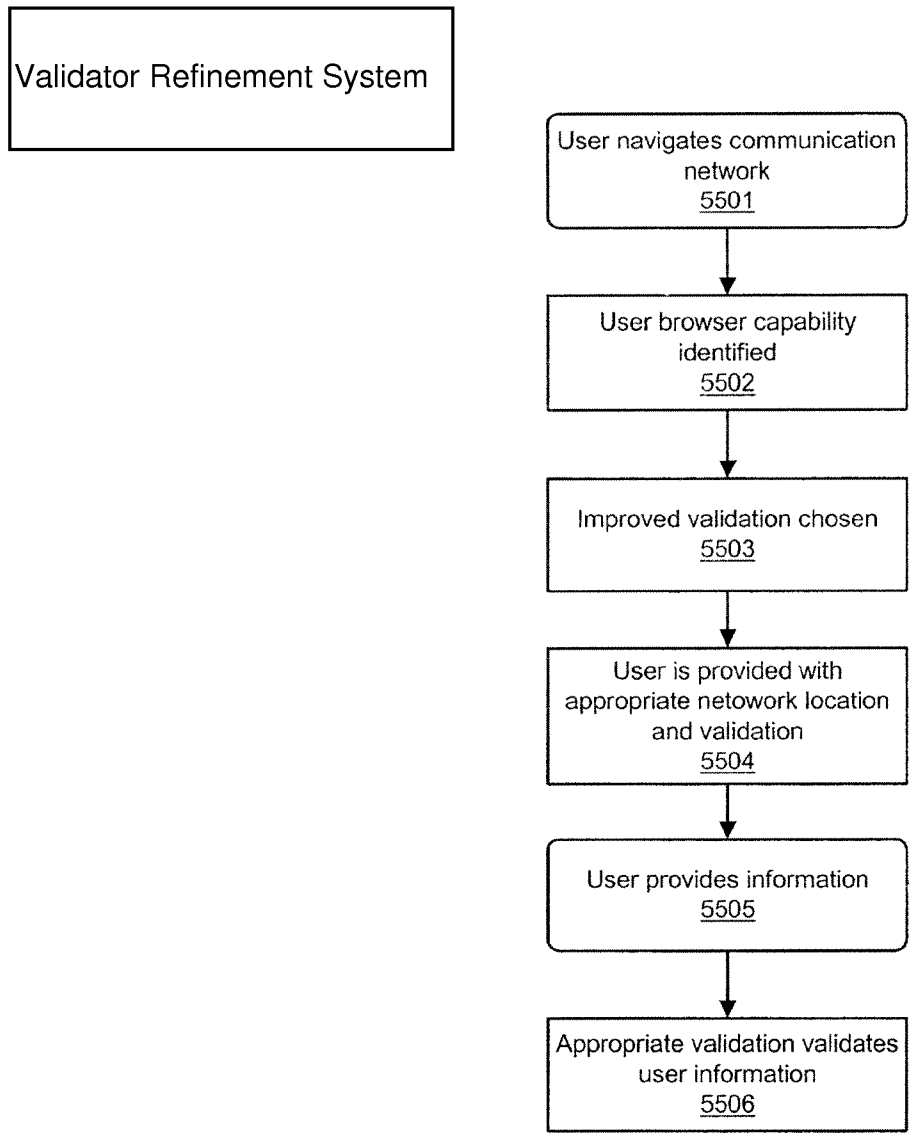 Validator Refinement System
User navigates communication
network
5501
User browser capability
identified
5502
Improved validation chosen
5503
User is provided with
appropriate netowork location
and validation
5504
User provides information
5505
Appropriate validation validates
user information
5506